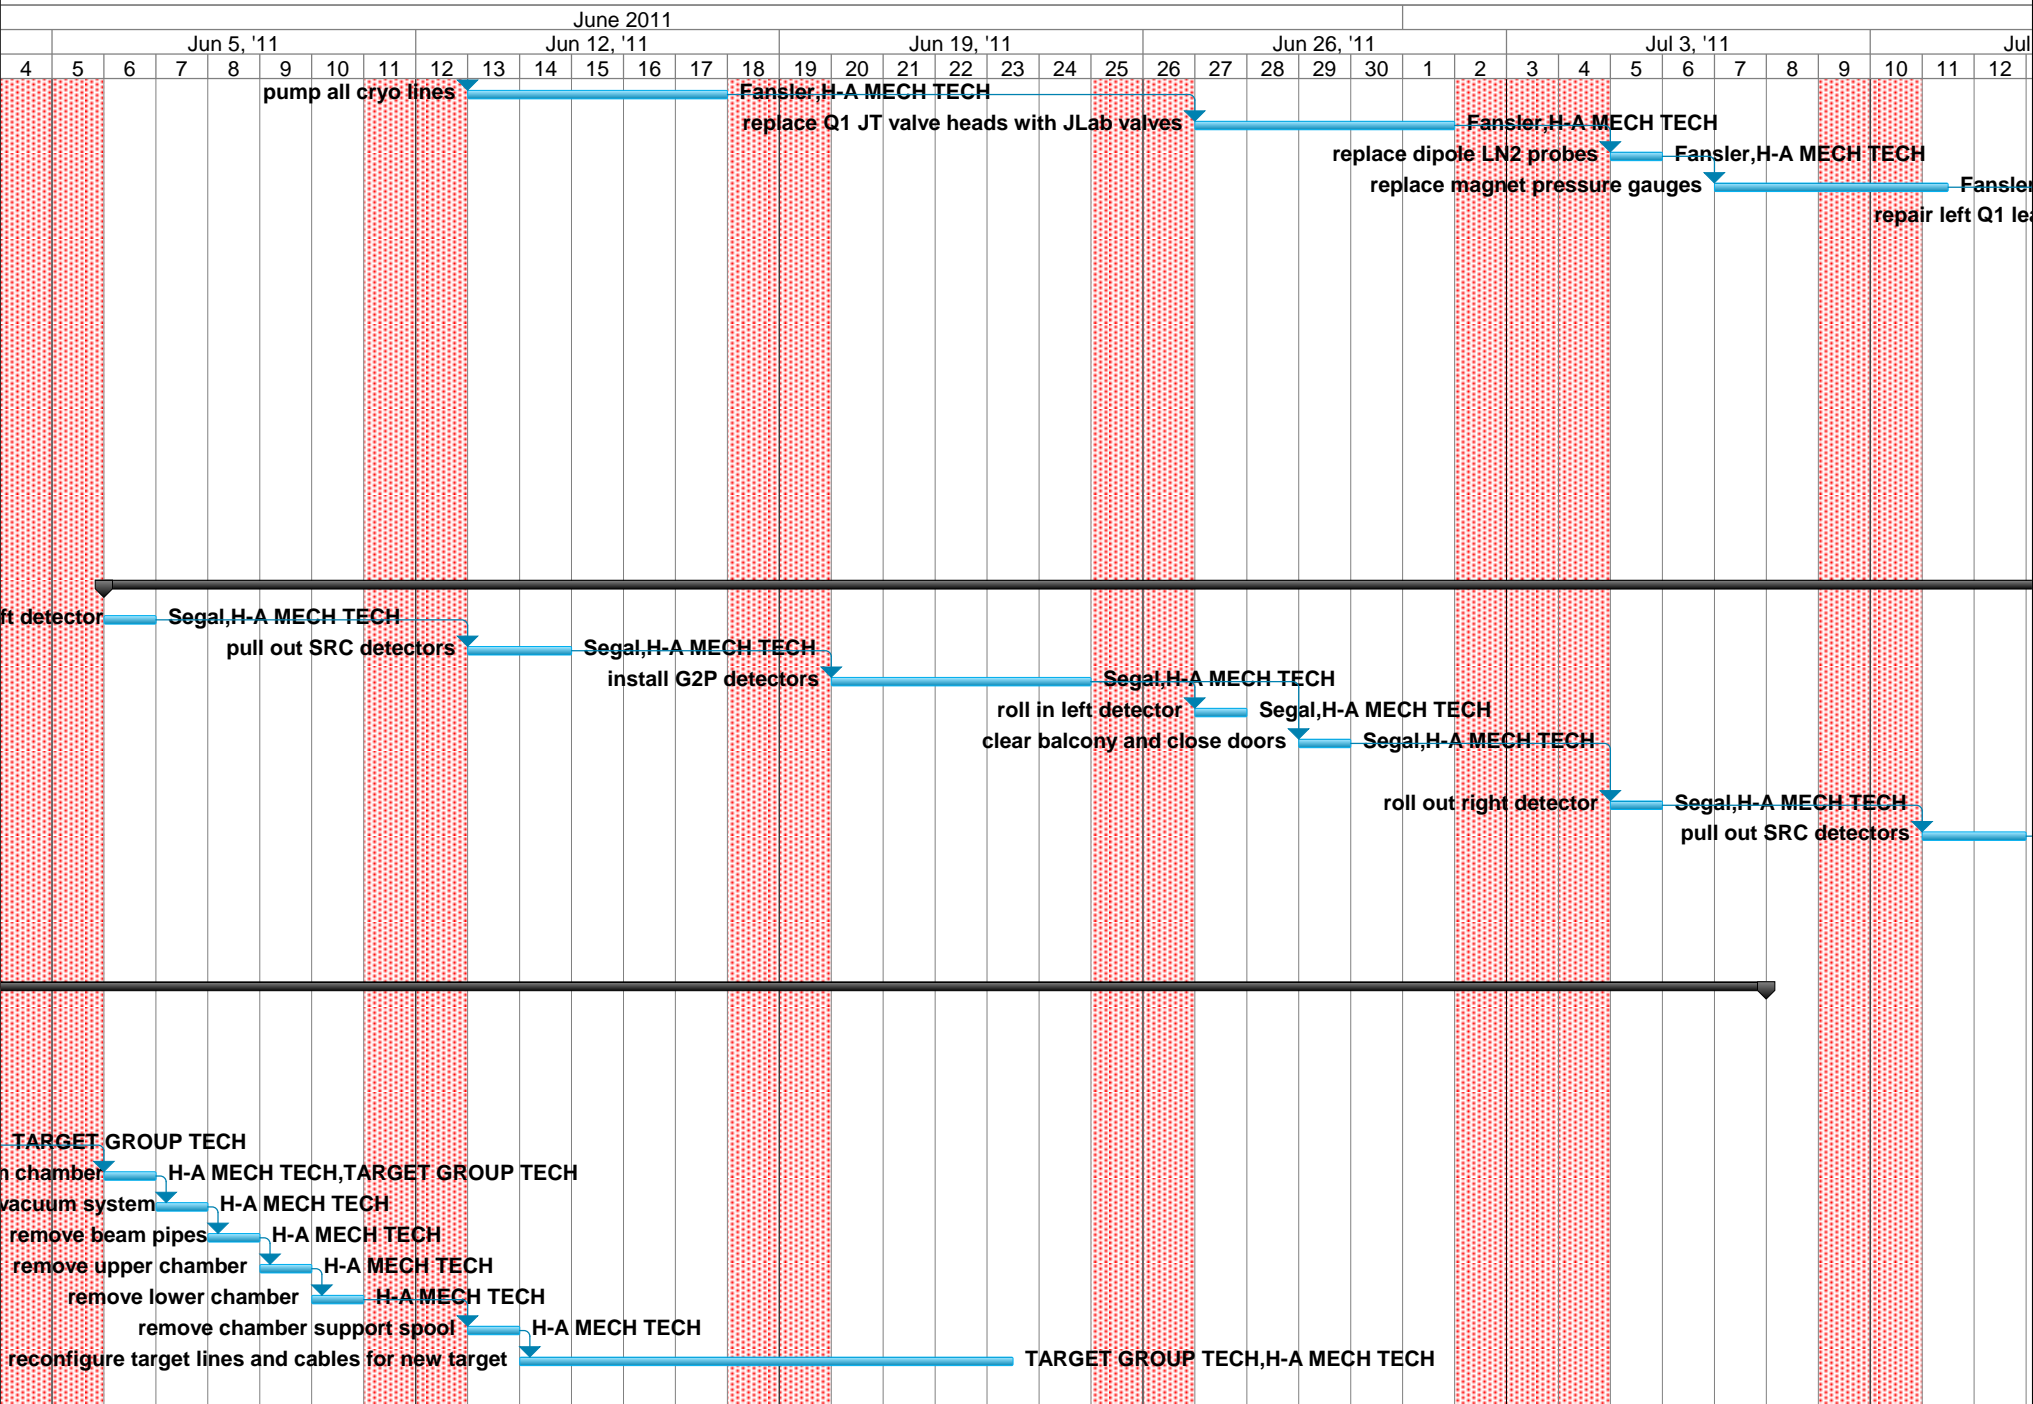 June 2011
Jun 5, '11 Jun 12, '11 Jun 19, '11 Jun 26, '11 Jul 3, '11 Jul
4 5 6 7 8 9 10 11 12 13 14 15 16 17 18 19 20 21 22 23 24 25 26 27 28 29 30 1 2 3 4 5 6 7 8 9 10 11 12
pump all cryo lines Fansler,H-A MECH TECH
replace Q1 JT valve heads with JLab valves Fansler,H-A MECH TECH
replace dipole LN2 probes Fansler,H-A MECH TECH
replace magnet pressure gauges Fansler
repair left Q1 lea
ft detector Segal,H-A MECH TECH
pull out SRC detectors Segal,H-A MECH TECH
install G2P detectors Segal,H-A MECH TECH
roll in left detector Segal,H-A MECH TECH
clear balcony and close doors Segal,H-A MECH TECH
roll out right detector Segal,H-A MECH TECH
pull out SRC detectors
TARGET GROUP TECH
n chamber H-A MECH TECH,TARGET GROUP TECH
vacuum system H-A MECH TECH
remove beam pipes H-A MECH TECH
remove upper chamber H-A MECH TECH
remove lower chamber H-A MECH TECH
remove chamber support spool H-A MECH TECH
reconfigure target lines and cables for new target TARGET GROUP TECH,H-A MECH TECH